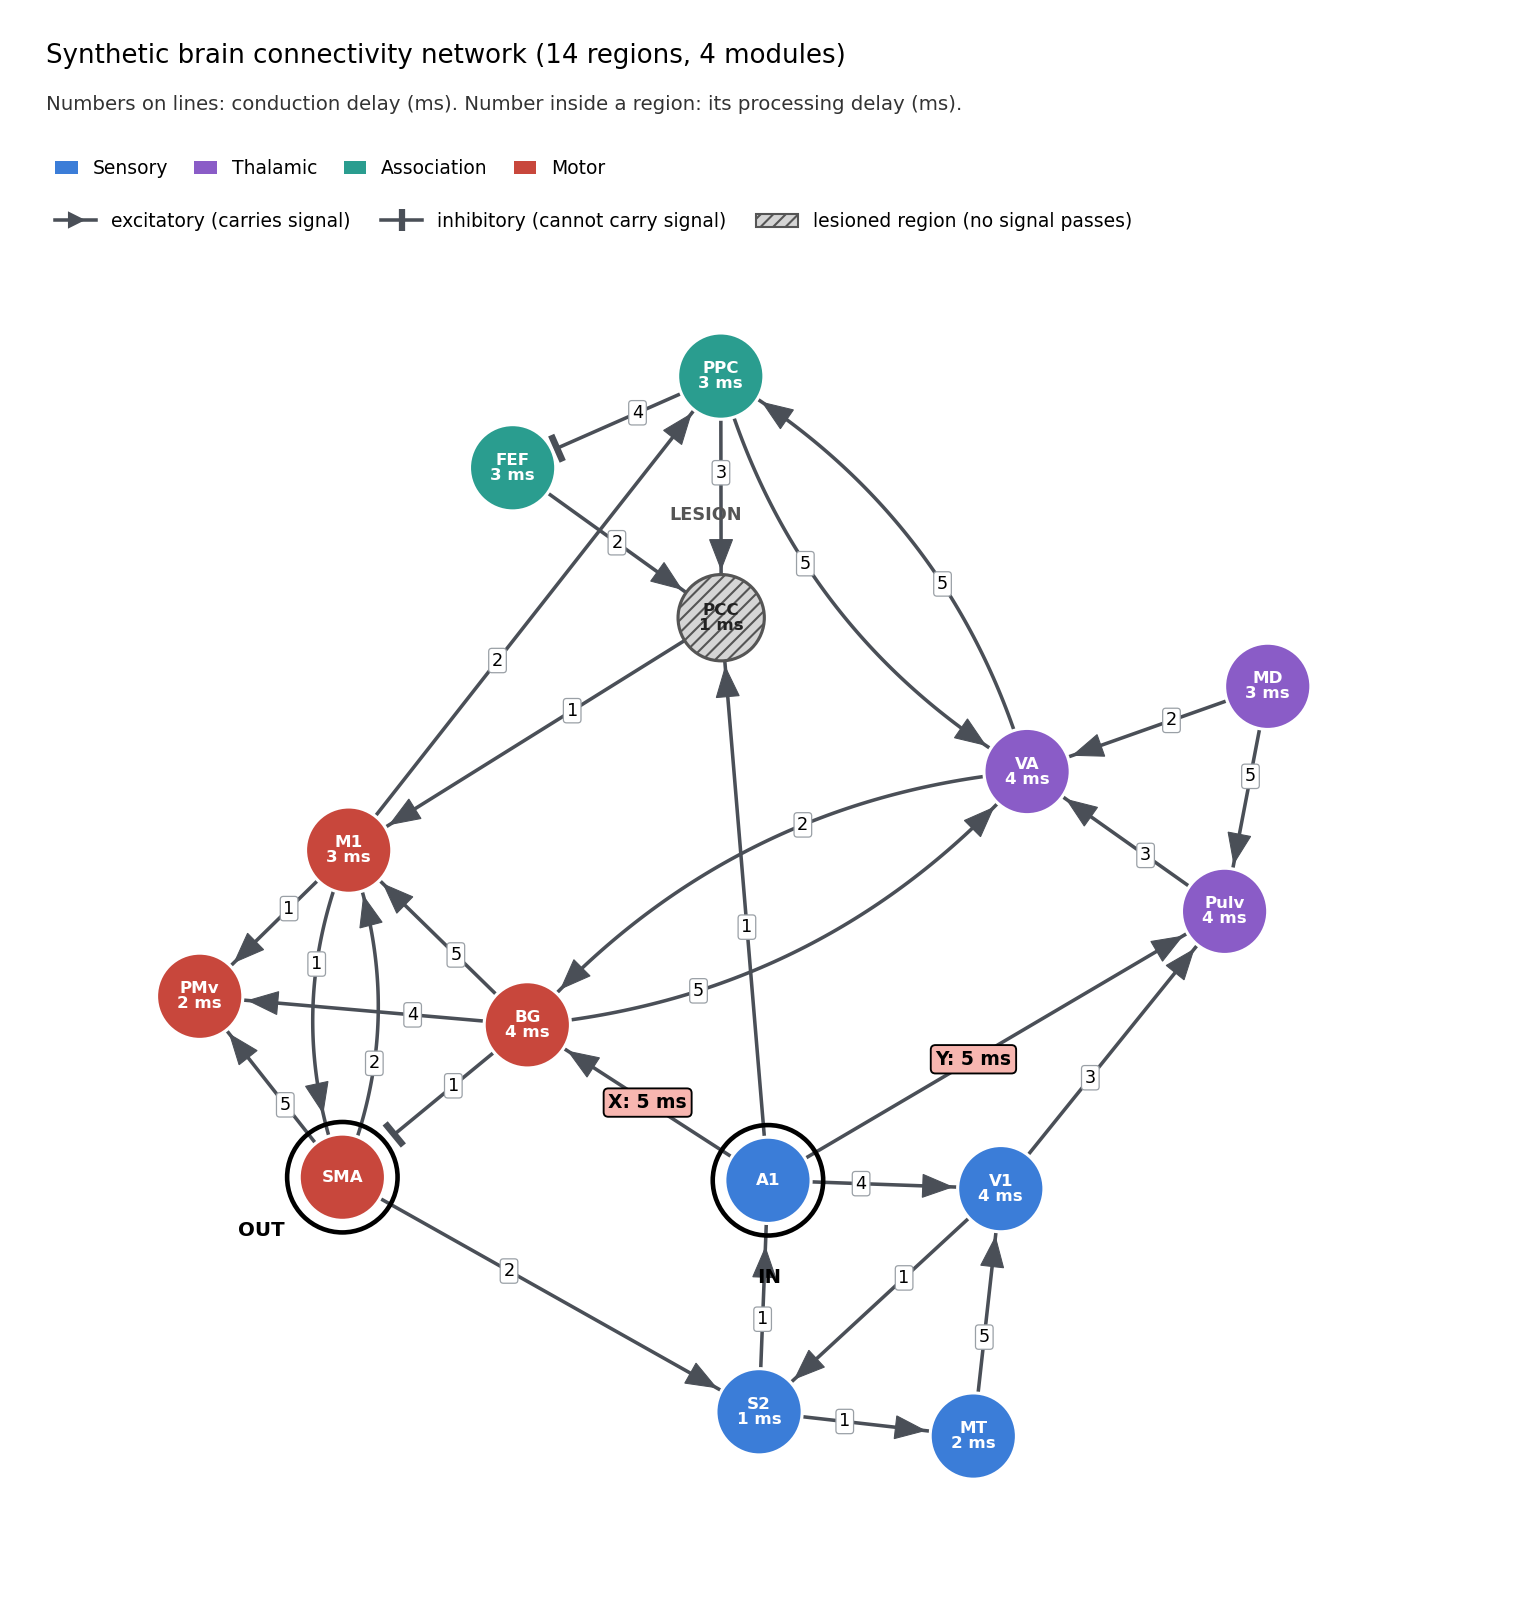 Synthetic brain connectivity network (14 regions, 4 modules)
Numbers on lines: conduction delay (ms). Number inside a region: its processing delay (ms).
Sensory Thalamic Association Motor
excitatory (carries signal) inhibitory (cannot carry signal) lesioned region (no signal passes)
PPC
3 ms
4
FEF
3 ms
3
LESION
2
5
5
PCC
1 ms
2
1
MD
3 ms
2
VA
4 ms
5
2
M1
3 ms
3
Pulv
4 ms
1
1
5
1
PMv
2 ms
5
4
BG
4 ms
2
Y: 5 ms
3
1
5
X: 5 ms
SMA
A1
4
V1
4 ms
OUT
2
IN
1
1
5
S2
1 ms
1
MT
2 ms